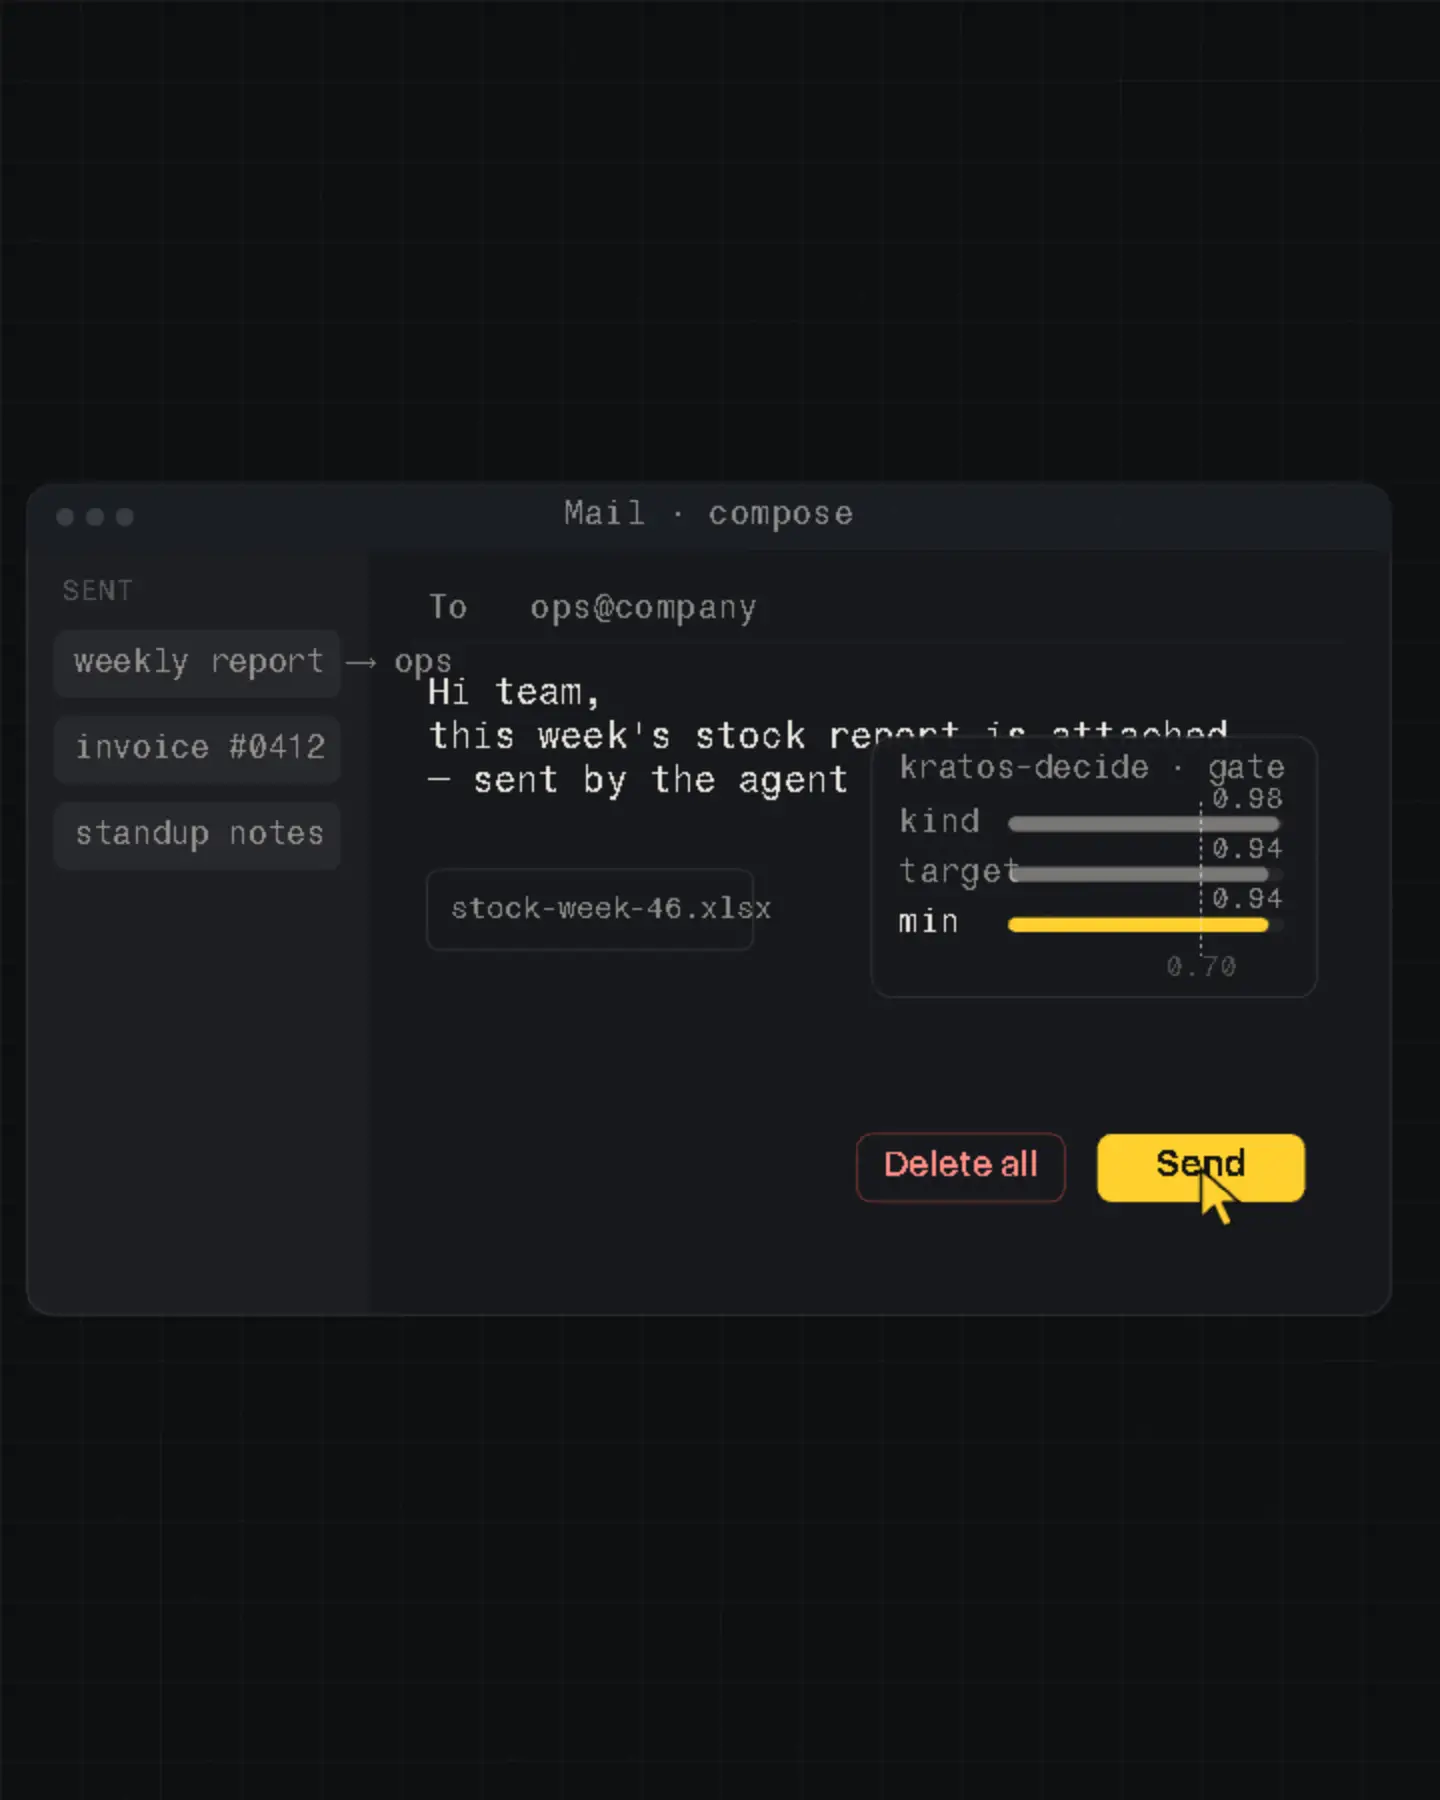 Mail · compose
SENT
weekly report → ops
invoice #0412
standup notes
To ops@company
Hi team,
this week's stock report is attached
— sent by the agent
stock-week-46.xlsx
kratos-decide · gate
kind 0.98
target 0.94
min 0.94
0.70
Delete all
Send